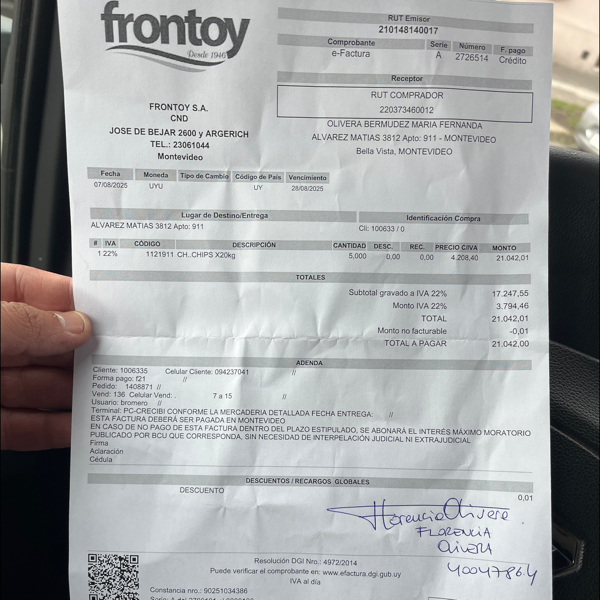 frontoy
Desde 1946
FRONTOY S.A.
CND
JOSE DE BEJAR 2600 y ARGERICH
TEL.: 23061044
Montevideo
RUT Emisor
210148140017
Comprobante Serie Número F. pago
e-Factura A 2726514 Crédito
Receptor
RUT COMPRADOR
220373460012
OLIVERA BERMUDEZ MARIA FERNANDA
ALVAREZ MATIAS 3812 Apto: 911 - MONTEVIDEO
Bella Vista, MONTEVIDEO
Fecha Moneda Tipo de Cambio Código de País Vencimiento
07/08/2025 UYU UY 28/08/2025
Lugar de Destino/Entrega Identificación Compra
ALVAREZ MATIAS 3812 Apto: 911 Cli: 100633 / 0
# IVA CÓDIGO DESCRIPCIÓN CANTIDAD DESC. REC. PRECIO C/IVA MONTO
1 22% 1121911 CH..CHIPS X20kg 5,000 0,00 0,00 4.208,40 21.042,01
TOTALES
Subtotal gravado a IVA 22% 17.247,55
Monto IVA 22% 3.794,46
TOTAL 21.042,01
Monto no facturable -0,01
TOTAL A PAGAR 21.042,00
ADENDA
Cliente: 1006335 Celular Cliente: 094237041 //
Forma pago: f21 //
Pedido: 1408871 //
Vend: 136 Celular Vend: . 7 a 15 //
Usuario: bromero //
Terminal: PC-CRECIBI CONFORME LA MERCADERIA DETALLADA FECHA ENTREGA: //
ESTA FACTURA DEBERÁ SER PAGADA EN MONTEVIDEO
EN CASO DE NO PAGO DE ESTA FACTURA DENTRO DEL PLAZO ESTIPULADO, SE ABONARÁ EL INTERÉS MÁXIMO MORATORIO
PUBLICADO POR BCU QUE CORRESPONDA, SIN NECESIDAD DE INTERPELACIÓN JUDICIAL NI EXTRAJUDICIAL
Firma
Aclaración
Cédula
DESCUENTOS / RECARGOS GLOBALES
DESCUENTO 0,01
Florencia Olivera
FLORENCIA
OLIVERA
4004786.4
Resolución DGI Nro.: 4972/2014
Puede verificar el comprobante en: www.efactura.dgi.gub.uy
IVA al día
Constancia nro.: 90251034386